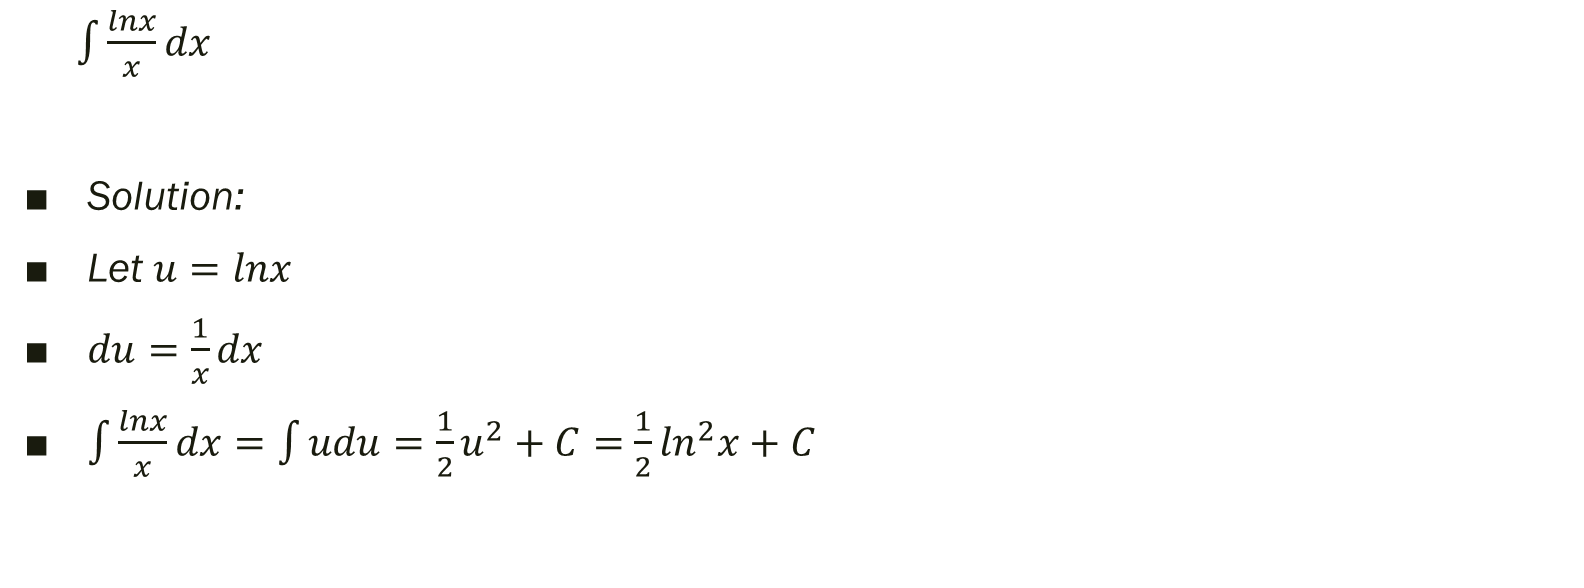 ∫ lnx/x dx
■ Solution:
■ Let u = lnx
■ du = 1/x dx
■ ∫ lnx/x dx = ∫ udu = 1/2 u² + C = 1/2 ln²x + C